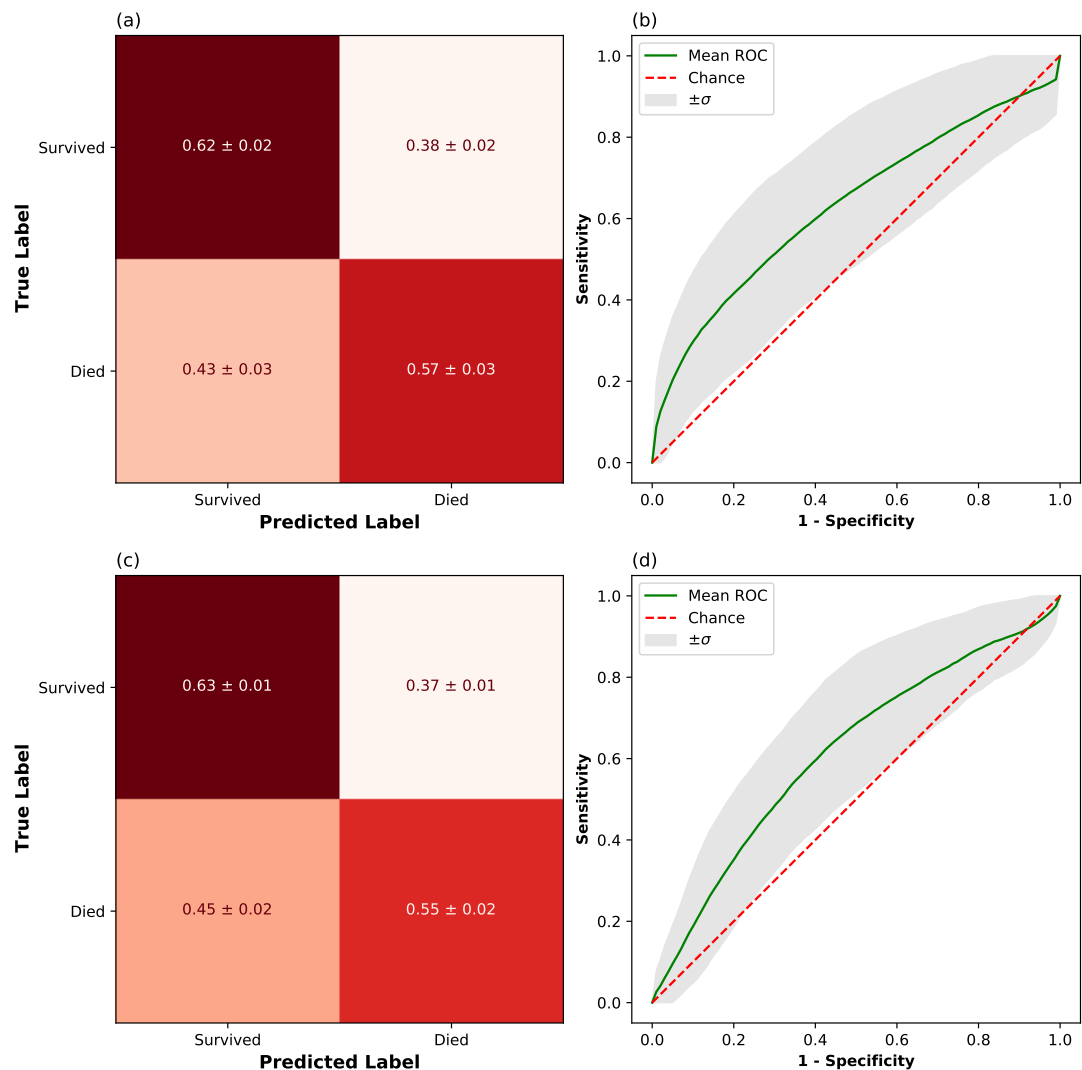 (a)
True Label
Survived
0.62 ± 0.02
0.38 ± 0.02
Died
0.43 ± 0.03
0.57 ± 0.03
Survived
Died
Predicted Label
(b)
Mean ROC
Chance
±σ
Sensitivity
1.0
0.8
0.6
0.4
0.2
0.0
0.0 0.2 0.4 0.6 0.8 1.0
1 - Specificity
(c)
True Label
Survived
0.63 ± 0.01
0.37 ± 0.01
Died
0.45 ± 0.02
0.55 ± 0.02
Survived
Died
Predicted Label
(d)
Mean ROC
Chance
±σ
Sensitivity
1.0
0.8
0.6
0.4
0.2
0.0
0.0 0.2 0.4 0.6 0.8 1.0
1 - Specificity